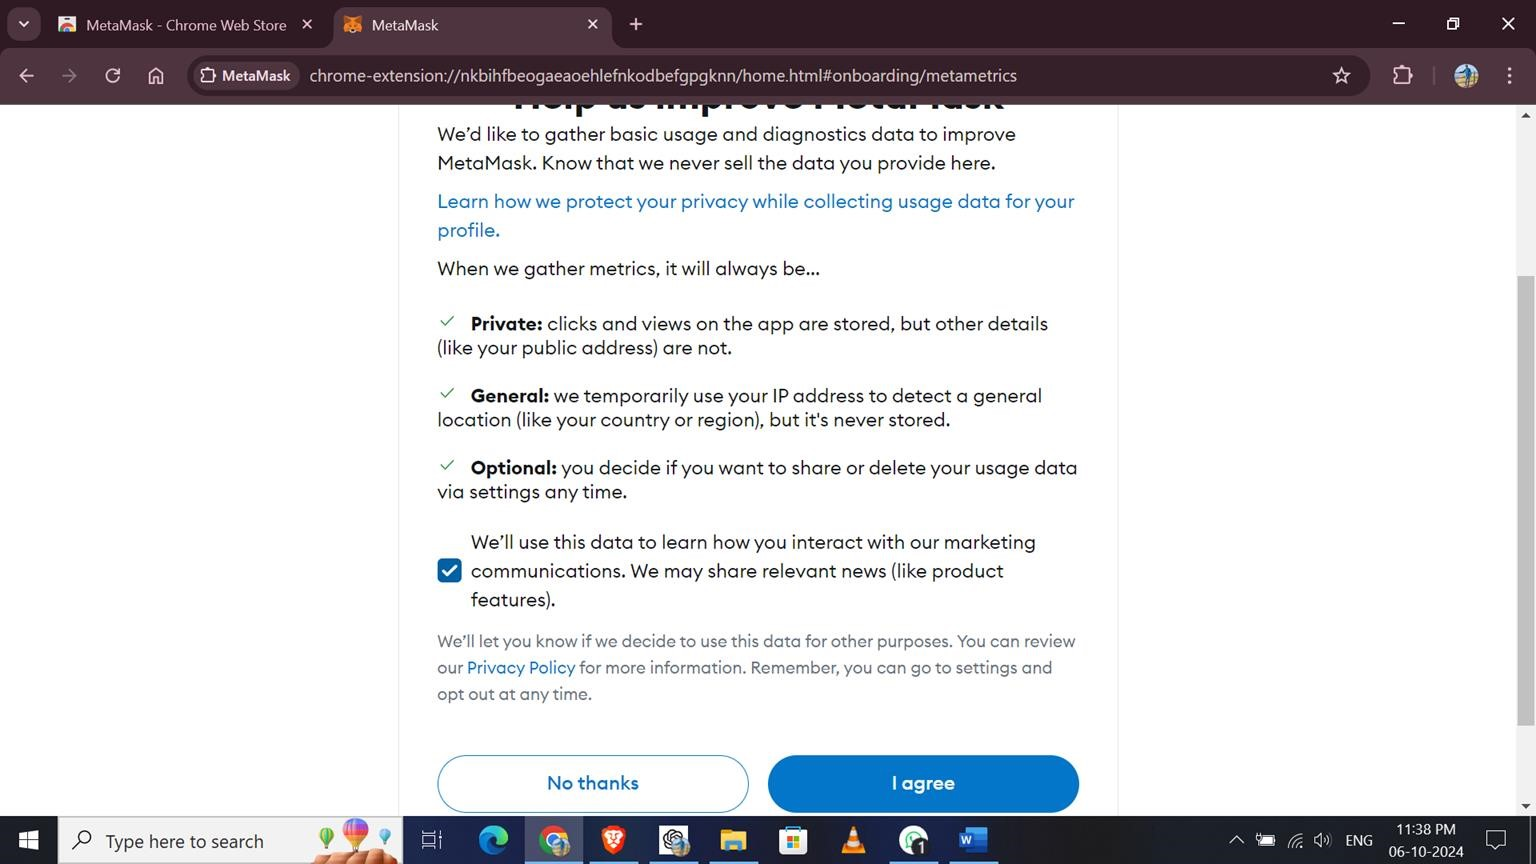 MetaMask - Chrome Web Store
MetaMask
MetaMask
chrome-extension://nkbihfbeogaeaoehlefnkodbefgpgknn/home.html#onboarding/metametrics
Help us improve MetaMask
We’d like to gather basic usage and diagnostics data to improve
MetaMask. Know that we never sell the data you provide here.
Learn how we protect your privacy while collecting usage data for your
profile.
When we gather metrics, it will always be...
Private: clicks and views on the app are stored, but other details
(like your public address) are not.
General: we temporarily use your IP address to detect a general
location (like your country or region), but it's never stored.
Optional: you decide if you want to share or delete your usage data
via settings any time.
We’ll use this data to learn how you interact with our marketing
communications. We may share relevant news (like product
features).
We’ll let you know if we decide to use this data for other purposes. You can review
our Privacy Policy for more information. Remember, you can go to settings and
opt out at any time.
No thanks
I agree
Type here to search
1
W
ENG
11:38 PM
06-10-2024